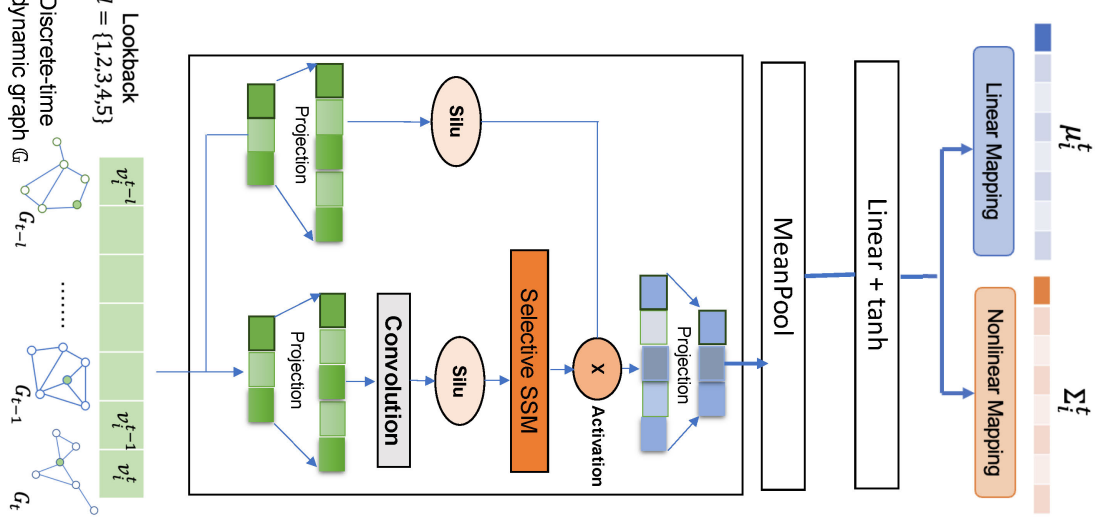 Lookback
l = {1,2,3,4,5}
Discrete-time
dynamic graph 𝔾
v_i^{t-l}
v_i^{t-1}
v_i^t
G_{t-l}
......
G_{t-1}
G_t
Projection
Silu
Projection
Convolution
Silu
Selective SSM
X
Activation
Projection
MeanPool
Linear + tanh
Linear Mapping
Nonlinear Mapping
μ_i^t
Σ_i^t